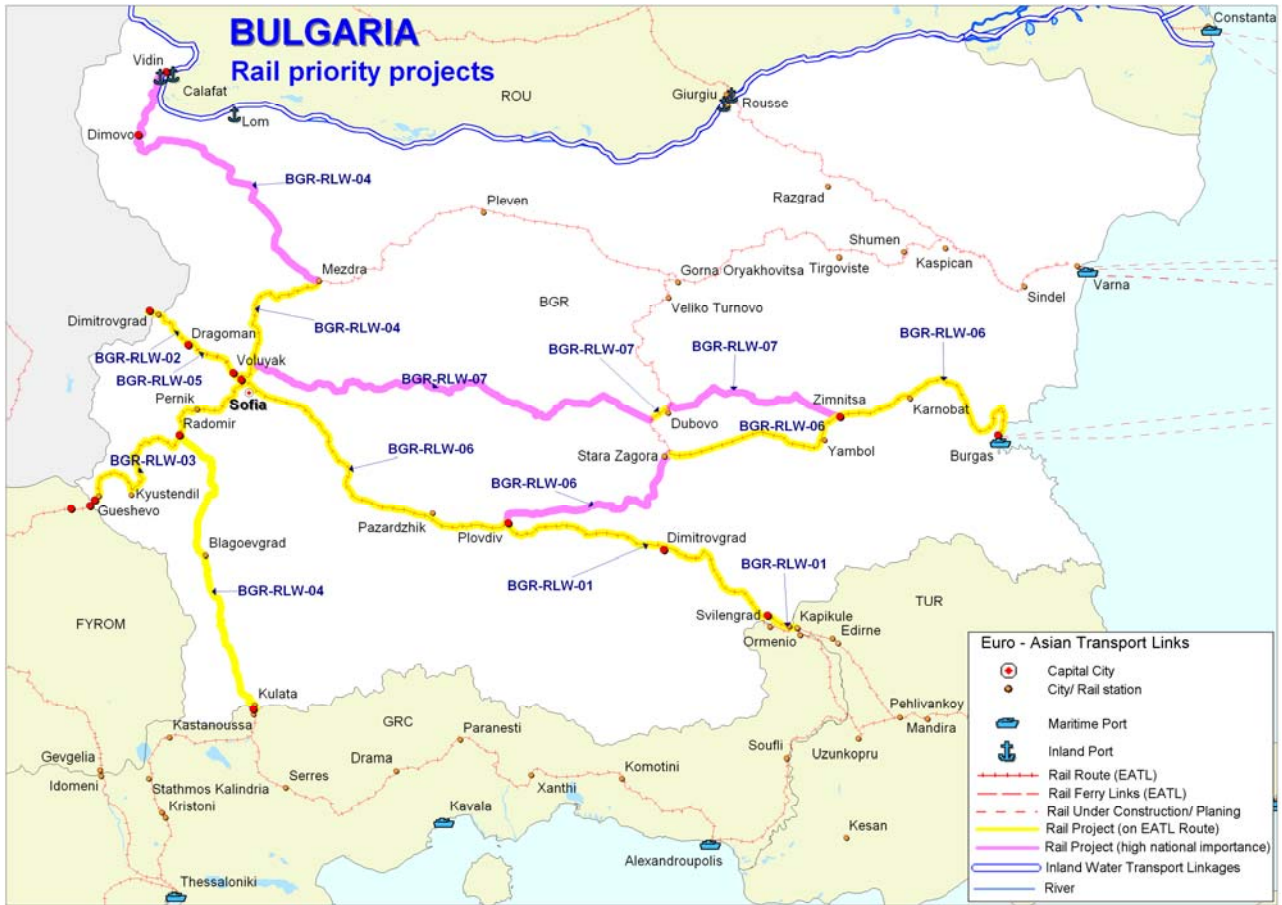 BULGARIA
Rail priority projects
Constanta
Vidin
Calafat
ROU
Giurgiu
Rousse
Lom
Dimovo
BGR-RLW-04
Razgrad
Pleven
Shumen
Mezdra
Gorna Oryakhovitsa
Tirgoviste
Kaspican
Varna
Sindel
BGR
Veliko Turnovo
Dimitrovgrad
Dragoman
BGR-RLW-04
BGR-RLW-06
BGR-RLW-02
BGR-RLW-07
BGR-RLW-07
Voluyak
BGR-RLW-05
BGR-RLW-07
Pernik
Sofia
Zimnitsa
Karnobat
Radomir
Dubovo
BGR-RLW-06
BGR-RLW-06
Yambol
Burgas
BGR-RLW-03
Stara Zagora
BGR-RLW-06
Kyustendil
Gueshevo
Pazardzhik
Plovdiv
Dimitrovgrad
Blagoevgrad
BGR-RLW-01
BGR-RLW-01
BGR-RLW-04
TUR
Svilengrad
Kapikule
FYROM
Ormenio
Edirne
Kulata
Kastanoussa
GRC
Paranesti
Pehlivankoy
Mandira
Gevgelia
Drama
Soufli
Uzunkopru
Idomeni
Stathmos Kalindria
Serres
Xanthi
Komotini
Kristoni
Kavala
Kesan
Alexandroupolis
Thessaloniki
Euro - Asian Transport Links
Capital City
City/ Rail station
Maritime Port
Inland Port
Rail Route (EATL)
Rail Ferry Links (EATL)
Rail Under Construction/ Planing
Rail Project (on EATL Route)
Rail Project (high national importance)
Inland Water Transport Linkages
River